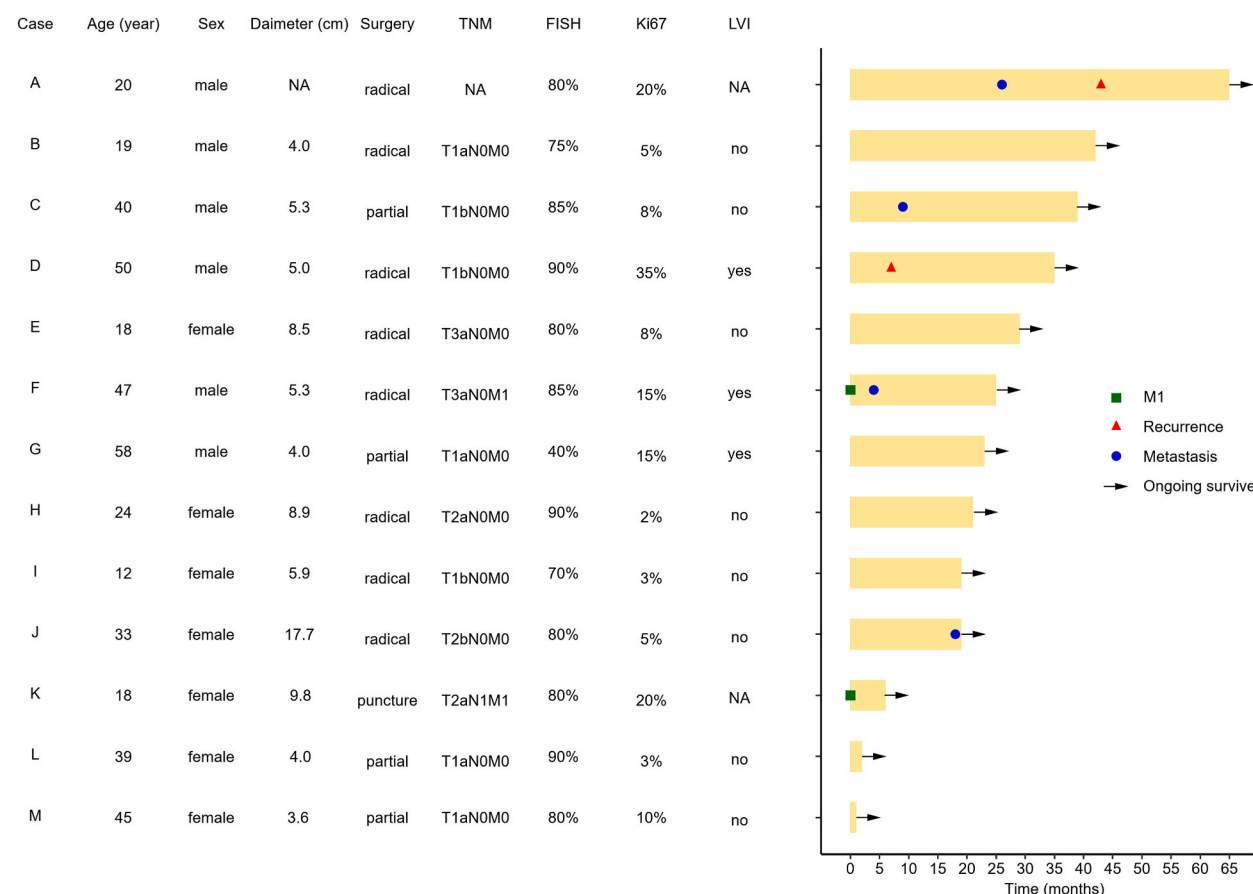 Case Age (year) Sex Daimeter (cm) Surgery TNM FISH Ki67 LVI
A 20 male NA radical NA 80% 20% NA
B 19 male 4.0 radical T1aN0M0 75% 5% no
C 40 male 5.3 partial T1bN0M0 85% 8% no
D 50 male 5.0 radical T1bN0M0 90% 35% yes
E 18 female 8.5 radical T3aN0M0 80% 8% no
F 47 male 5.3 radical T3aN0M1 85% 15% yes
M1
Recurrence
G 58 male 4.0 partial T1aN0M0 40% 15% yes
Metastasis
Ongoing survive
H 24 female 8.9 radical T2aN0M0 90% 2% no
I 12 female 5.9 radical T1bN0M0 70% 3% no
J 33 female 17.7 radical T2bN0M0 80% 5% no
K 18 female 9.8 puncture T2aN1M1 80% 20% NA
L 39 female 4.0 partial T1aN0M0 90% 3% no
M 45 female 3.6 partial T1aN0M0 80% 10% no
0 5 10 15 20 25 30 35 40 45 50 55 60 65
Time (months)